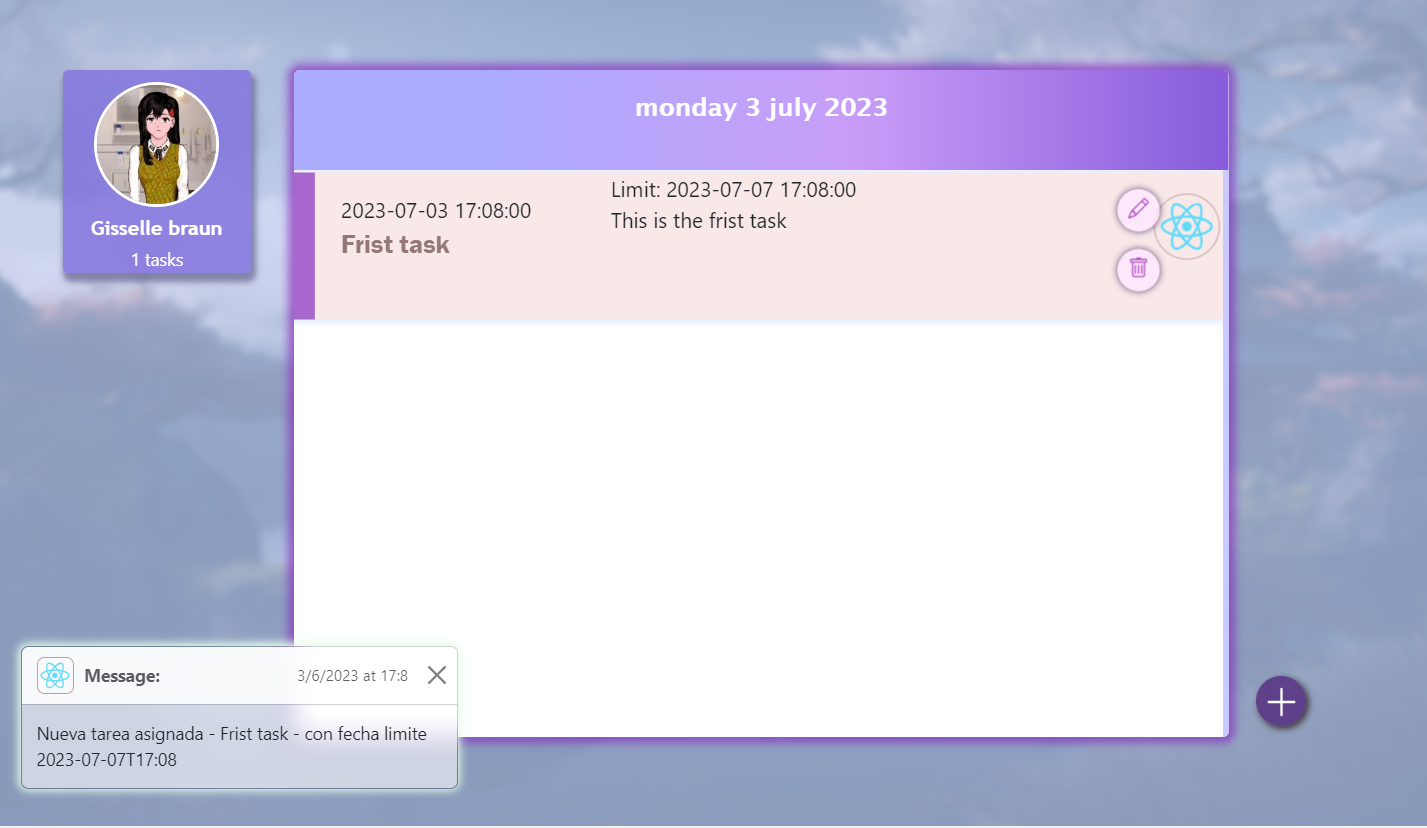 monday 3 july 2023
Gisselle braun
1 tasks
2023-07-03 17:08:00
Frist task
Limit: 2023-07-07 17:08:00
This is the frist task
Message:
3/6/2023 at 17:8
Nueva tarea asignada - Frist task - con fecha limite
2023-07-07T17:08